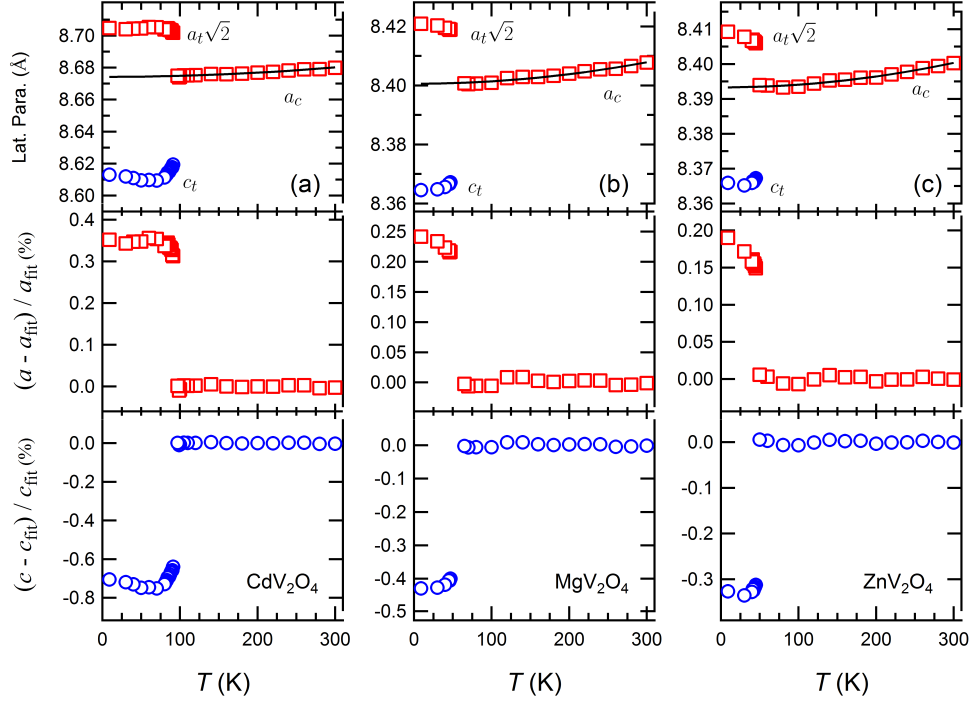 Lat. Para. (Å)
8.70
8.68
8.66
8.64
8.62
8.60
a_t√2
a_c
c_t
(a)
8.42
8.40
8.38
8.36
a_t√2
a_c
c_t
(b)
8.41
8.40
8.39
8.38
8.37
8.36
a_t√2
a_c
c_t
(c)
(a - a_fit) / a_fit (%)
0.4
0.3
0.2
0.1
0.0
0.25
0.20
0.15
0.10
0.05
0.00
0.20
0.15
0.10
0.05
0.00
(c - c_fit) / c_fit (%)
0.0
-0.2
-0.4
-0.6
-0.8
CdV₂O₄
0.0
-0.1
-0.2
-0.3
-0.4
-0.5
MgV₂O₄
0.0
-0.1
-0.2
-0.3
ZnV₂O₄
0 100 200 300
0 100 200 300
0 100 200 300
T (K)
T (K)
T (K)